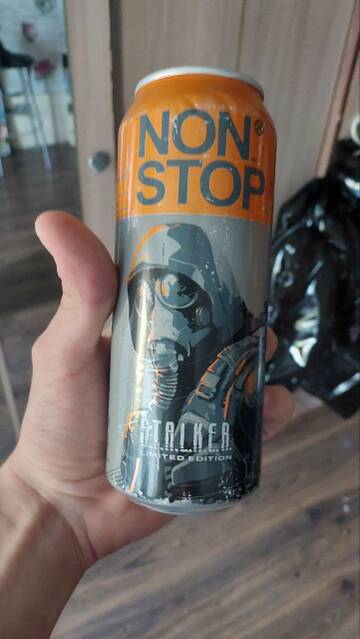 NON®
STOP
S.T.A.L.K.E.R.
LIMITED EDITION